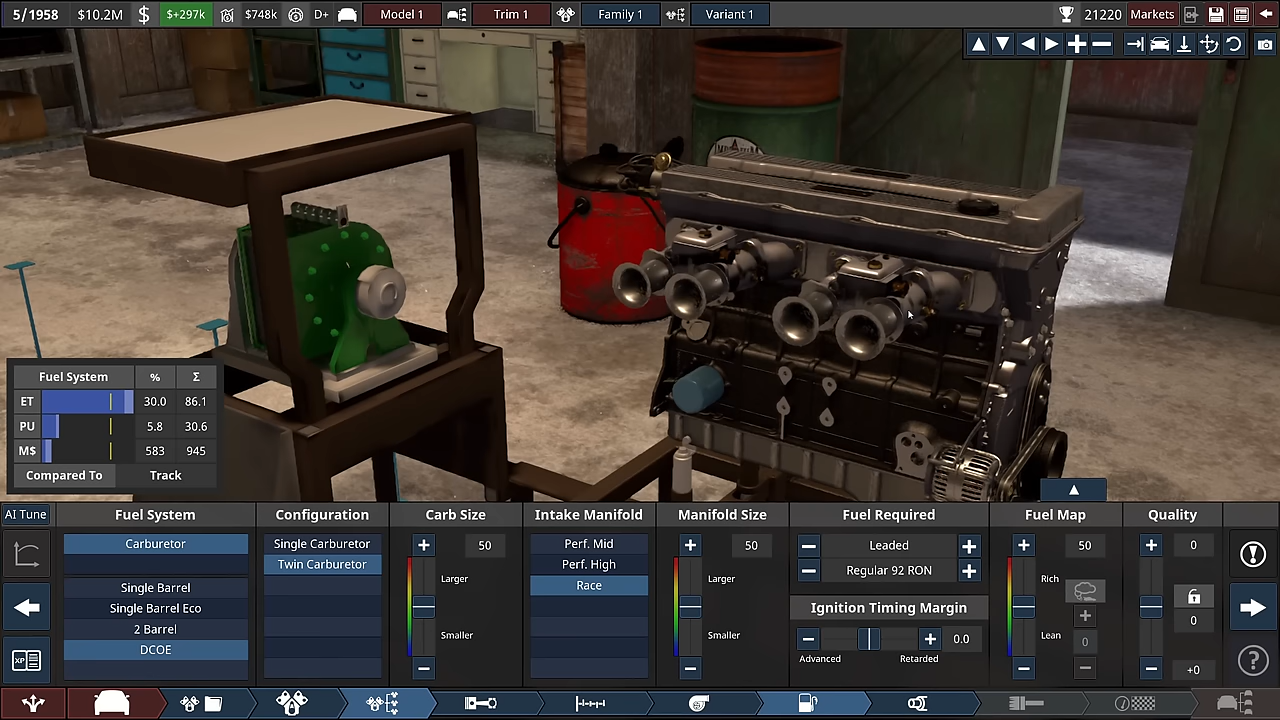 5/1958 $10.2M $ $+297k $748k D+ Model 1 Trim 1 Family 1 Variant 1 21220 Markets
Fuel System % Σ
ET 30.0 86.1
PU 5.8 30.6
M$ 583 945
Compared To Track
AI Tune Fuel System Configuration Carb Size Intake Manifold Manifold Size Fuel Required Fuel Map Quality
Carburetor Single Carburetor + 50 Perf. Mid + 50 - Leaded + + 50 + 0
Twin Carburetor Perf. High - Regular 92 RON +
Larger Larger Rich
Single Barrel Race
Single Barrel Eco Ignition Timing Margin 0
2 Barrel Smaller Smaller Lean
DCOE - + 0.0 0
Advanced Retarded
XP +0